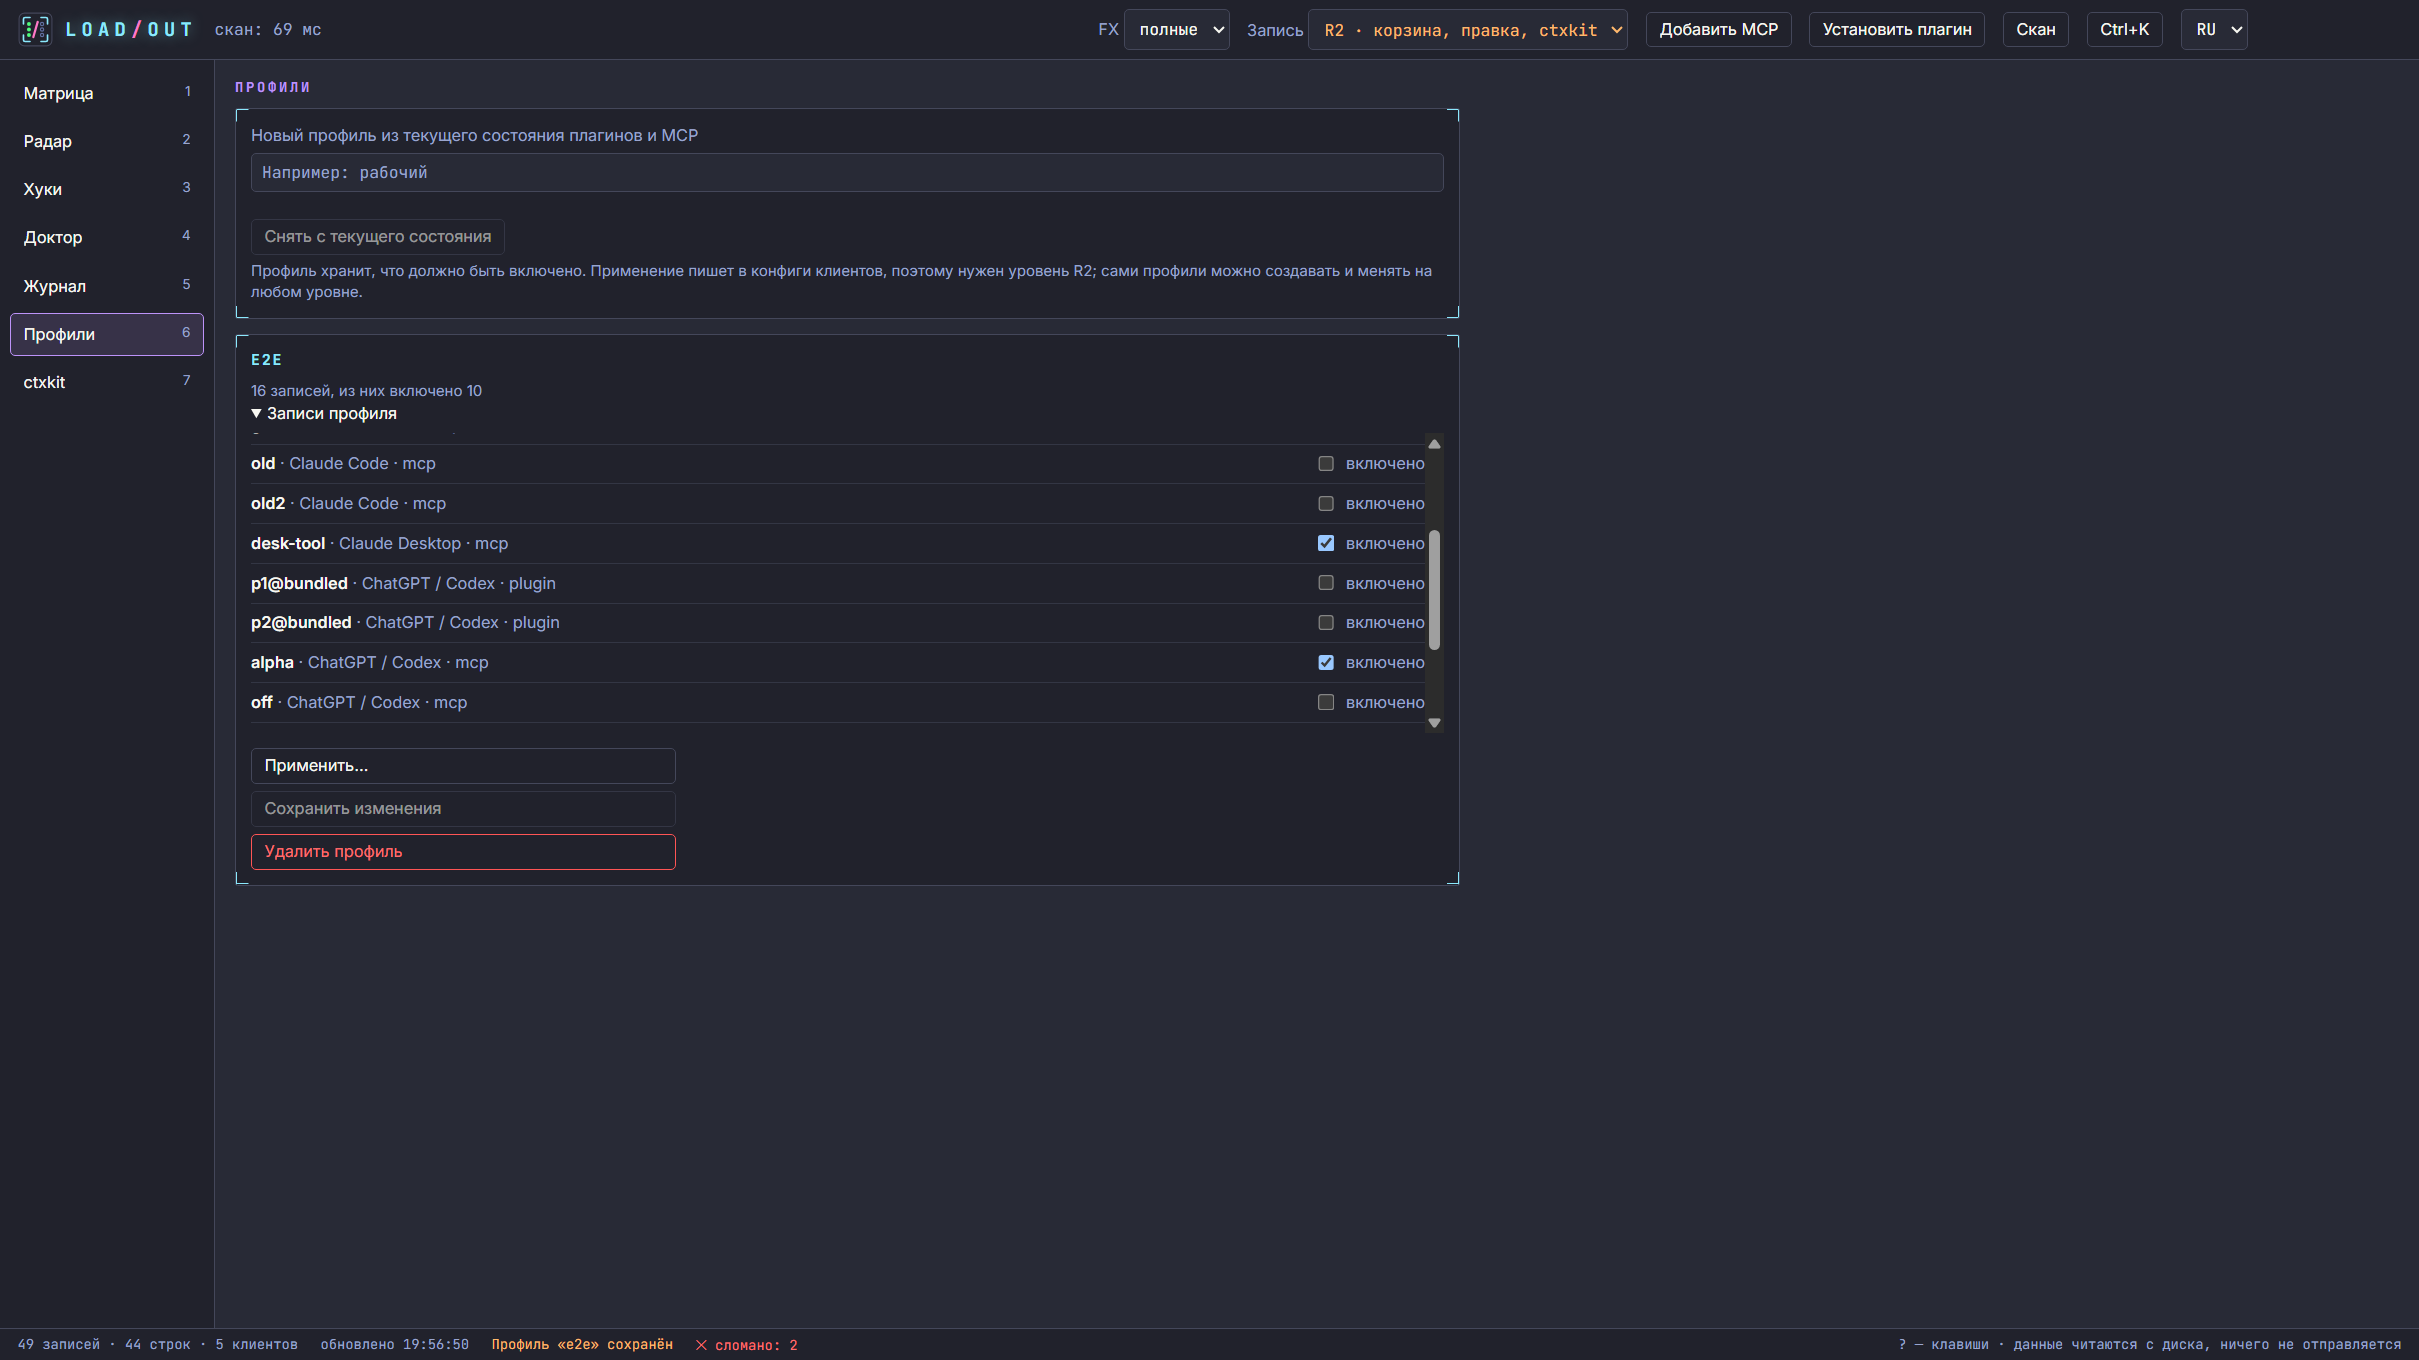 LOAD/OUT скан: 69 мс FX полные Запись R2 · корзина, правка, ctxkit Добавить MCP Установить плагин Скан Ctrl+K RU
Матрица 1
Радар 2
Хуки 3
Доктор 4
Журнал 5
Профили 6
ctxkit 7
ПРОФИЛИ
Новый профиль из текущего состояния плагинов и MCP
Например: рабочий
Снять с текущего состояния
Профиль хранит, что должно быть включено. Применение пишет в конфиги клиентов, поэтому нужен уровень R2; сами профили можно создавать и менять на
любом уровне.
E2E
16 записей, из них включено 10
▼ Записи профиля
old · Claude Code · mcp включено
old2 · Claude Code · mcp включено
desk-tool · Claude Desktop · mcp включено
p1@bundled · ChatGPT / Codex · plugin включено
p2@bundled · ChatGPT / Codex · plugin включено
alpha · ChatGPT / Codex · mcp включено
off · ChatGPT / Codex · mcp включено
Применить...
Сохранить изменения
Удалить профиль
49 записей · 44 строк · 5 клиентов обновлено 19:56:50 Профиль «e2e» сохранён × сломано: 2 ? — клавиши · данные читаются с диска, ничего не отправляется